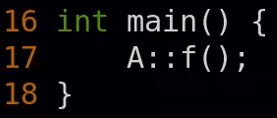 16 int main() {
17     A::f();
18 }